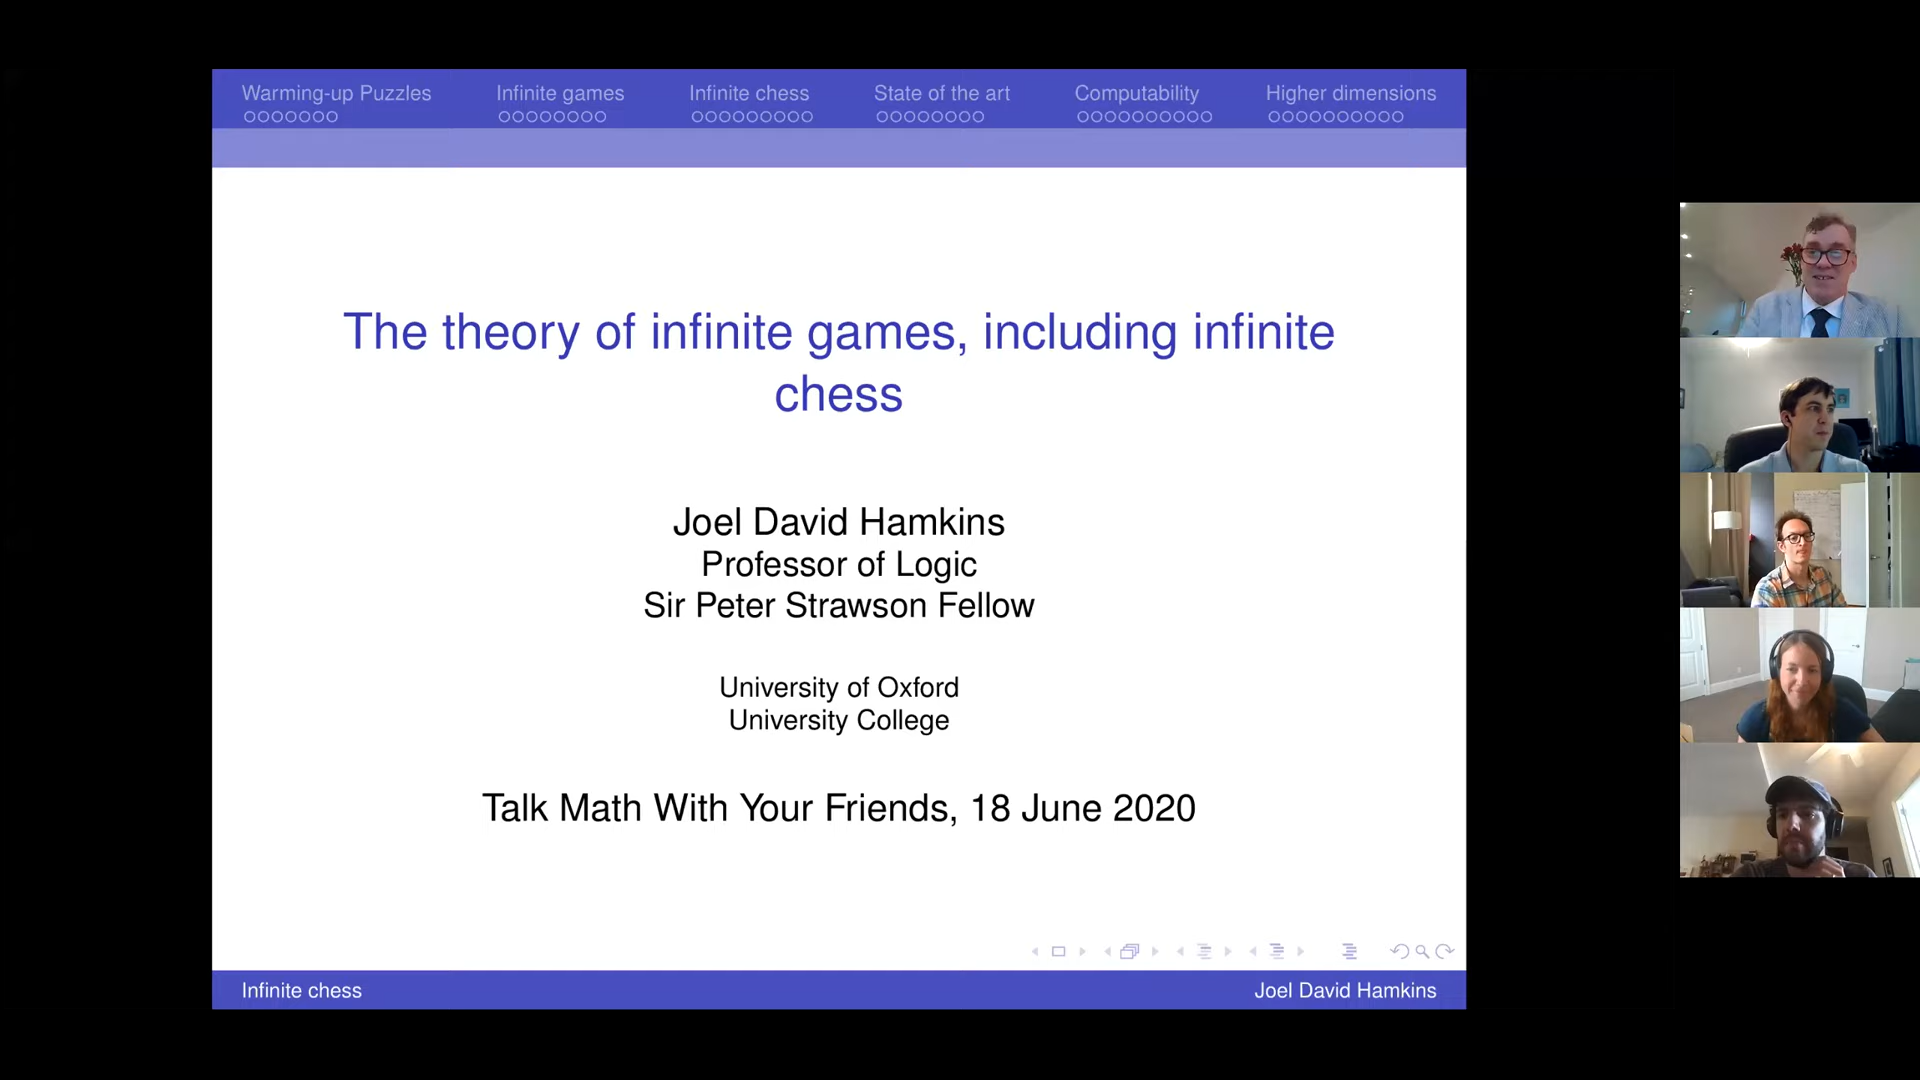 Warming-up Puzzles
Infinite games
Infinite chess
State of the art
Computability
Higher dimensions
The theory of infinite games, including infinite
chess
Joel David Hamkins
Professor of Logic
Sir Peter Strawson Fellow
University of Oxford
University College
Talk Math With Your Friends, 18 June 2020
Infinite chess
Joel David Hamkins